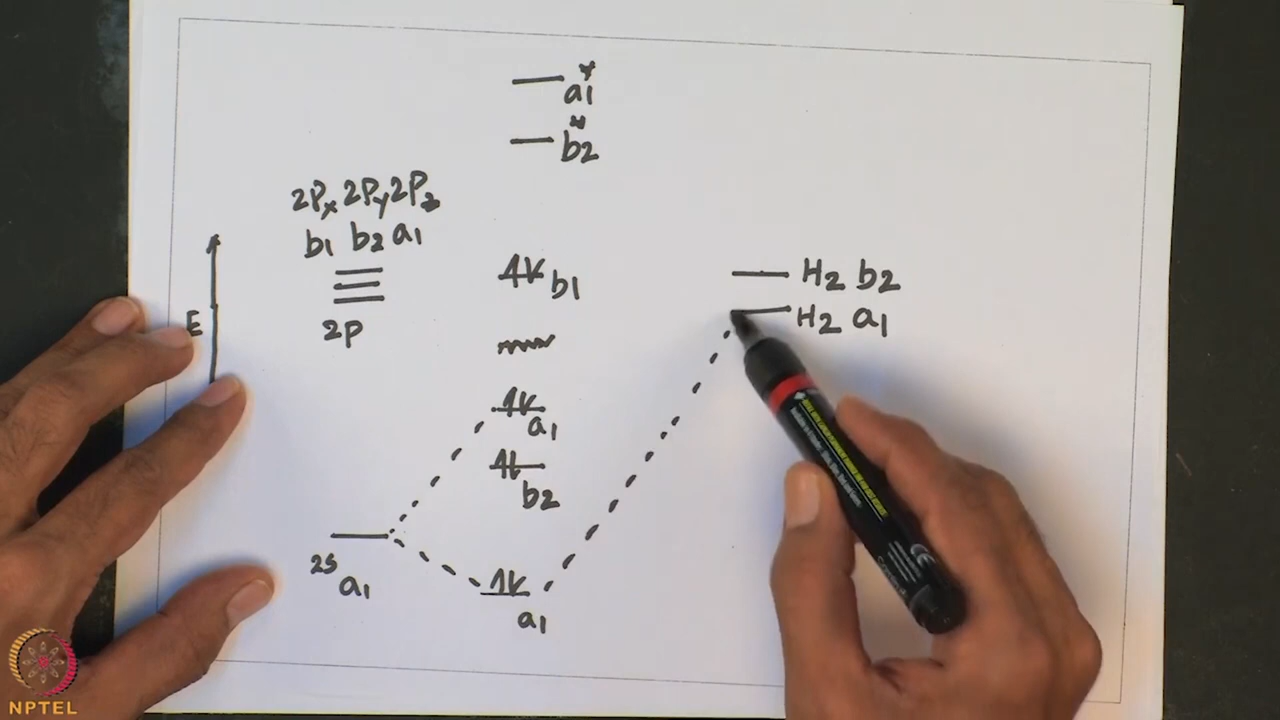 a1*
b2*
2Px 2Py 2Pz
b1 b2 a1
2P
E
b1
H2 b2
H2 a1
a1
b2
2s
a1
a1
NPTEL